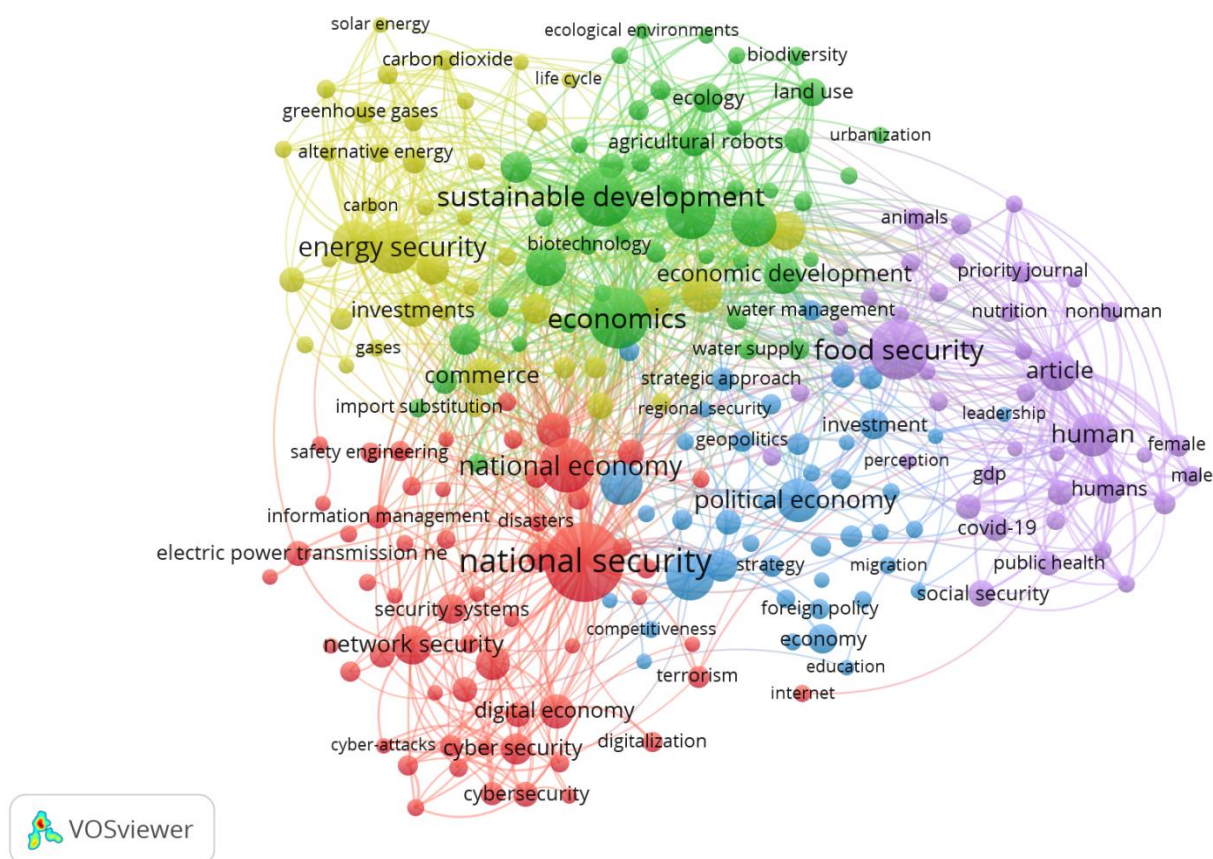 solar energy
ecological environments
carbon dioxide
biodiversity
life cycle
ecology
land use
greenhouse gases
agricultural robots
urbanization
alternative energy
sustainable development
carbon
animals
energy security
biotechnology
economic development
priority journal
investments
water management
nutrition
nonhuman
economics
gases
water supply
food security
commerce
strategic approach
article
import substitution
regional security
leadership
investment
safety engineering
geopolitics
human
female
national economy
perception
gdp
male
political economy
humans
information management
disasters
covid-19
electric power transmission ne
national security
strategy
migration
public health
social security
security systems
foreign policy
competitiveness
economy
network security
education
terrorism
internet
digital economy
cyber-attacks
cyber security
digitalization
cybersecurity
VOSviewer